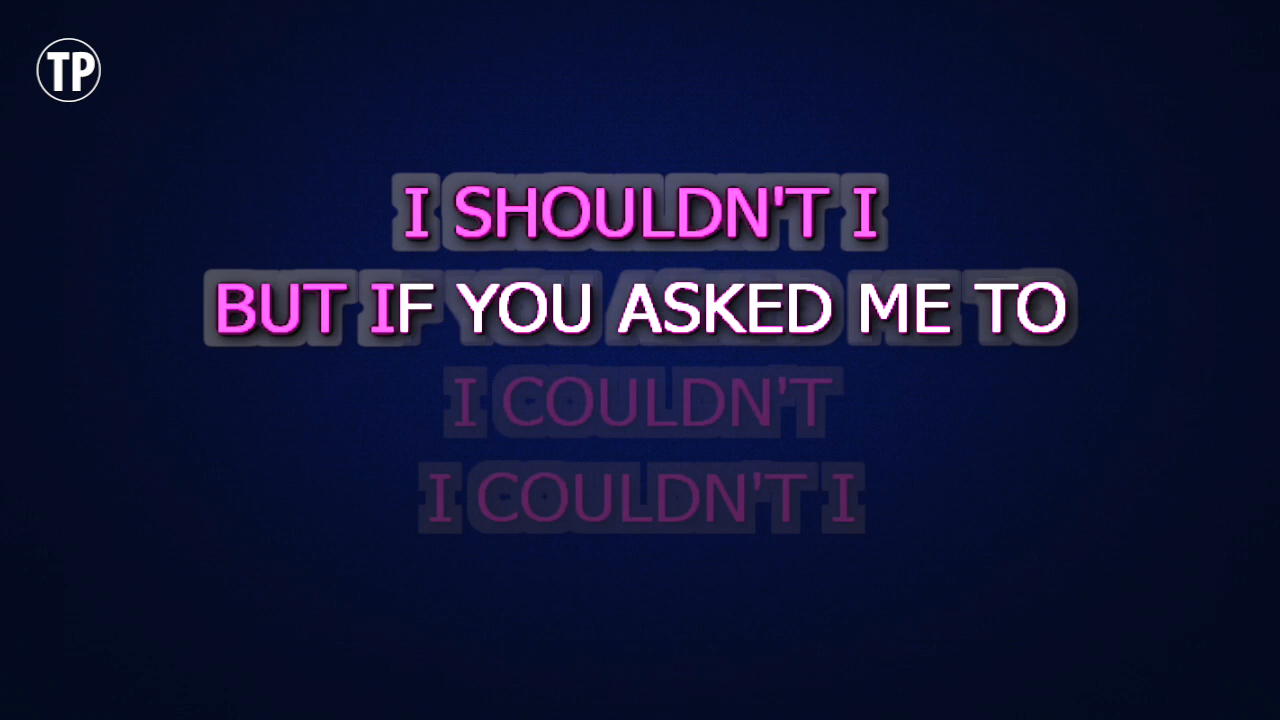 TP
I SHOULDN'T I
BUT IF YOU ASKED ME TO
I COULDN'T
I COULDN'T I